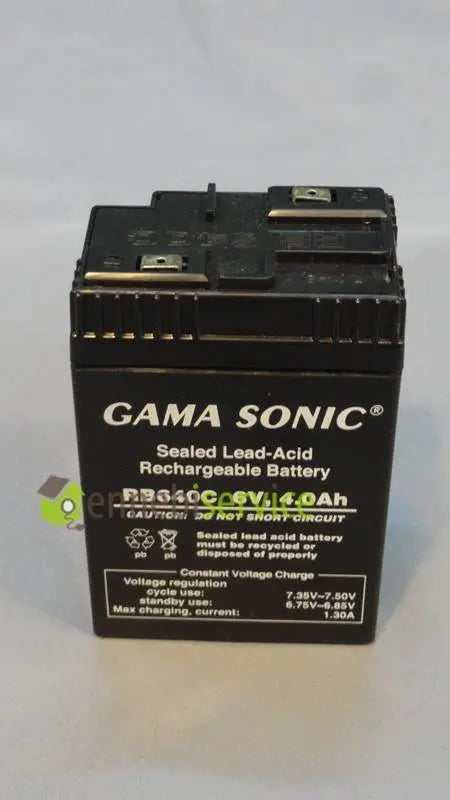 GAMA SONIC®
Sealed Lead-Acid
Rechargeable Battery
RB640C 6V, 4.0Ah
CAUTION: DO NOT SHORT CIRCUIT
Sealed lead acid battery
must be recycled or
disposed of properly
pb pb
Constant Voltage Charge
Voltage regulation
cycle use: 7.35V~7.50V
standby use: 6.75V~6.85V
Max charging, current: 1.30A
ennebiservice